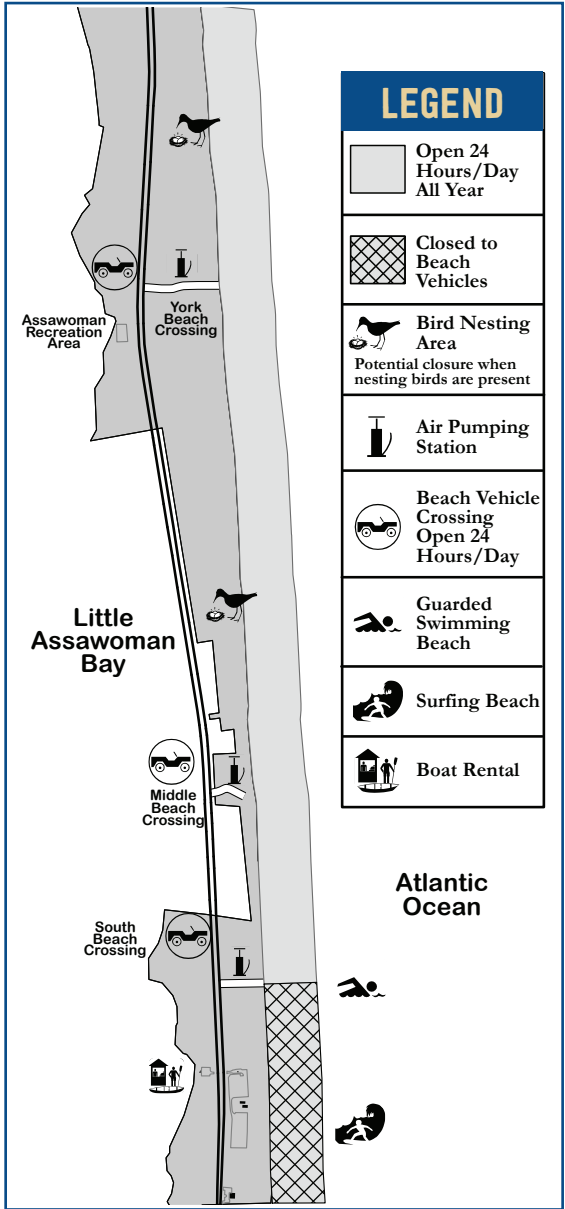 LEGEND
Open 24
Hours/Day
All Year
Closed to
Beach
Vehicles
Bird Nesting
Area
Potential closure when
nesting birds are present
Air Pumping
Station
Beach Vehicle
Crossing
Open 24
Hours/Day
Guarded
Swimming
Beach
Surfing Beach
Boat Rental
Assawoman
Recreation
Area
York
Beach
Crossing
Little
Assawoman
Bay
Middle
Beach
Crossing
Atlantic
Ocean
South
Beach
Crossing